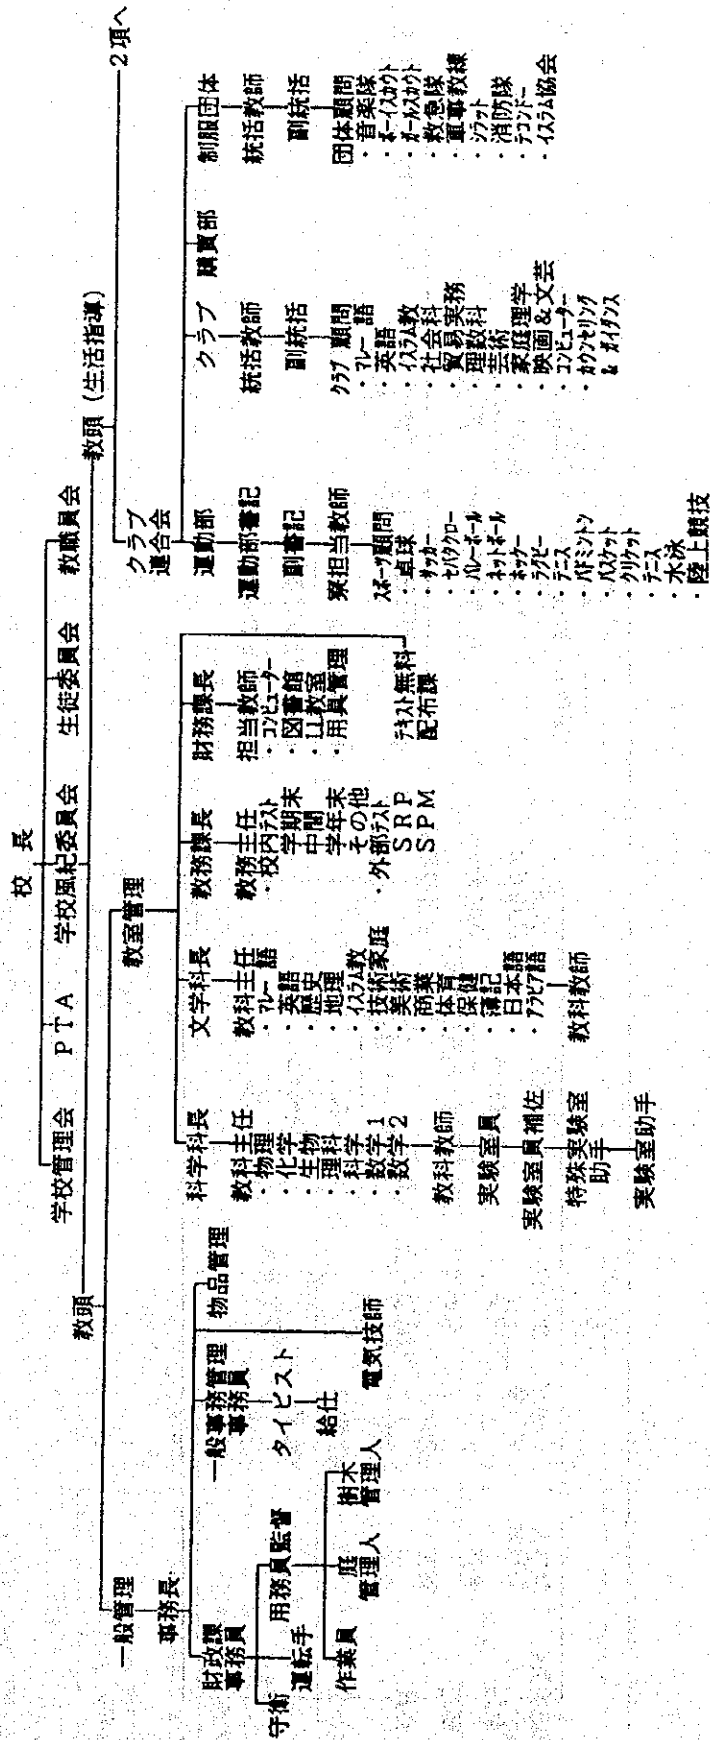 校 長
学校管理会
PTA
学校風紀委員会
生徒委員会
教職員会
教頭
教頭（生活指導）
2項へ
一般管理
事務長
財政課
事務員
運転手
守衛
用務員監督
作業員
庭
管理人
樹木
管理人
一般事務管理
事務員
タイピスト
給仕
電気技師
物品管理
教室管理
科学科長
教科主任
・物理
・化学
・生物
・理科
・科学
・数学1
・数学2
教科教師
実験室員
実験室員補佐
特殊実験室
助手
実験室助手
文学科長
教科主任
・マレー語
・英語
・歴史
・地理
・イスラム教
・技術家庭
・美術
・商業
・体育
・保健
・簿記
・日本語
・アラビア語
教科教師
教務課長
教務主任
・校内テスト
学期末
中間
学年末
その他
・外部テスト
SRP
SPM
財務課長
担当教師
・コンピューター
・図書館
・LL教室
・用具管理
テキスト無料
配布課
クラブ
連合会
運動部
運動部書記
副書記
寮担当教師
スポーツ顧問
・卓球
・サッカー
・セパタクロー
・バレーボール
・ネットボール
・ホッケー
・ラグビー
・テニス
・バドミントン
・バスケット
・クリケット
・テニス
・水泳
・陸上競技
クラブ
統括教師
副統括
クラブ顧問
・マレー語
・英語
・イスラム教
・社会科
・貿易実務
・理数科
・芸術
・家庭理学
・映画&文芸
・コンピューター
・カウンセリング
& ガイダンス
購買部
制服団体
統括教師
副統括
団体顧問
・音楽隊
・ボーイスカウト
・ガールスカウト
・救急隊
・軍事教練
・シラット
・消防隊
・テコンドー
・イスラム協会